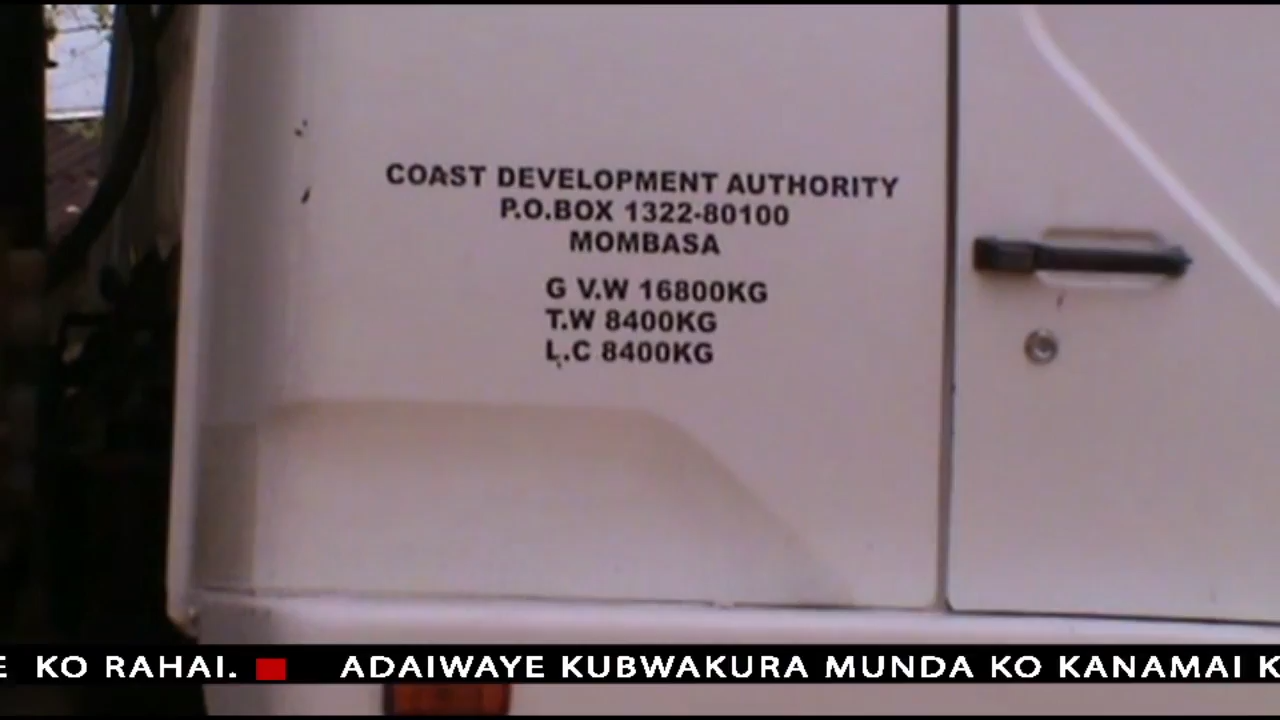 COAST DEVELOPMENT AUTHORITY
P.O.BOX 1322-80100
MOMBASA
G V.W 16800KG
T.W 8400KG
L.C 8400KG
KO RAHAI. ADAIWAYE KUBWAKURA MUNDA KO KANAMAI